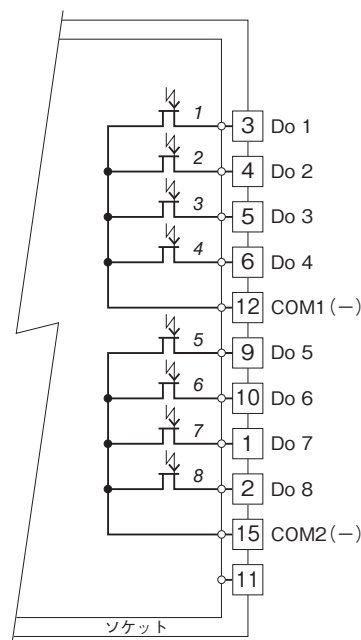 1 3 Do 1
2 4 Do 2
3 5 Do 3
4 6 Do 4
12 COM1(−)
5 9 Do 5
6 10 Do 6
7 1 Do 7
8 2 Do 8
15 COM2(−)
11
ソケット